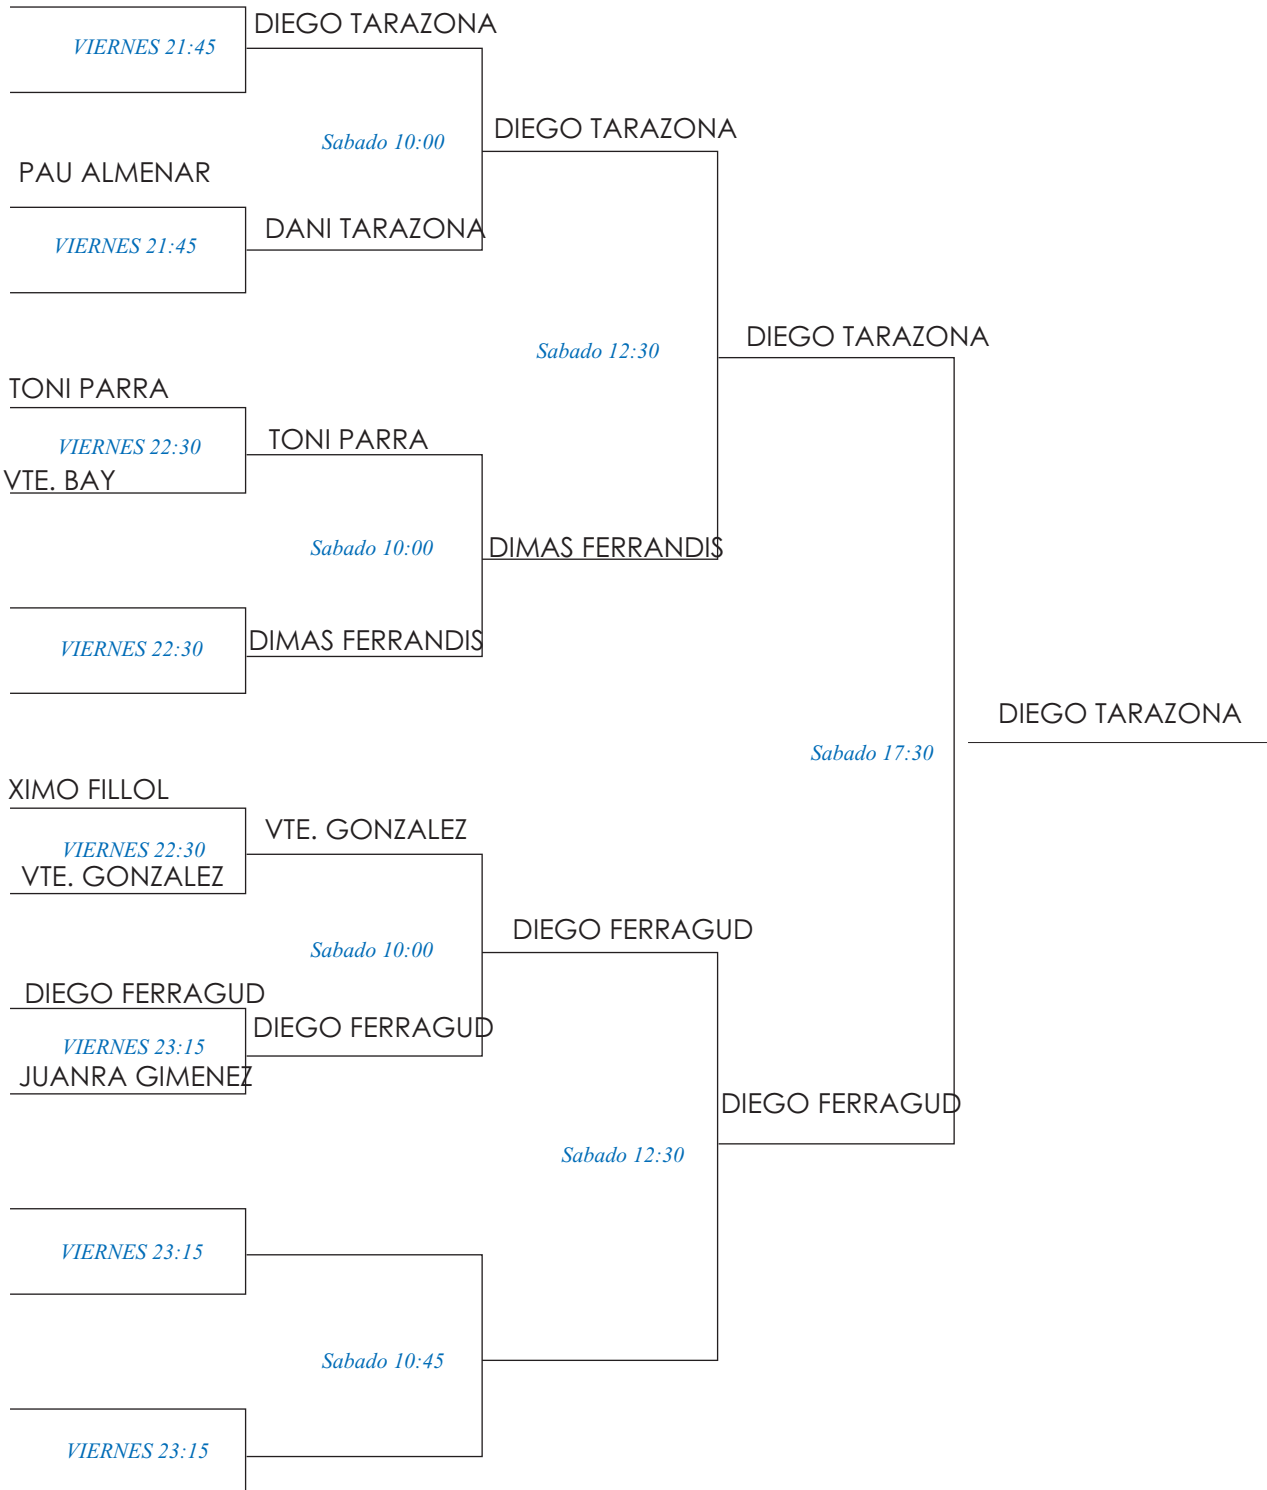 DIEGO TARAZONA
VIERNES 21:45
DIEGO TARAZONA
Sabado 10:00
PAU ALMENAR
DANI TARAZONA
VIERNES 21:45
DIEGO TARAZONA
Sabado 12:30
TONI PARRA
TONI PARRA
VIERNES 22:30
VTE. BAY
Sabado 10:00
DIMAS FERRANDIS
DIMAS FERRANDIS
VIERNES 22:30
DIEGO TARAZONA
Sabado 17:30
XIMO FILLOL
VTE. GONZALEZ
VIERNES 22:30
VTE. GONZALEZ
DIEGO FERRAGUD
Sabado 10:00
DIEGO FERRAGUD
DIEGO FERRAGUD
VIERNES 23:15
JUANRA GIMENEZ
DIEGO FERRAGUD
Sabado 12:30
VIERNES 23:15
Sabado 10:45
VIERNES 23:15